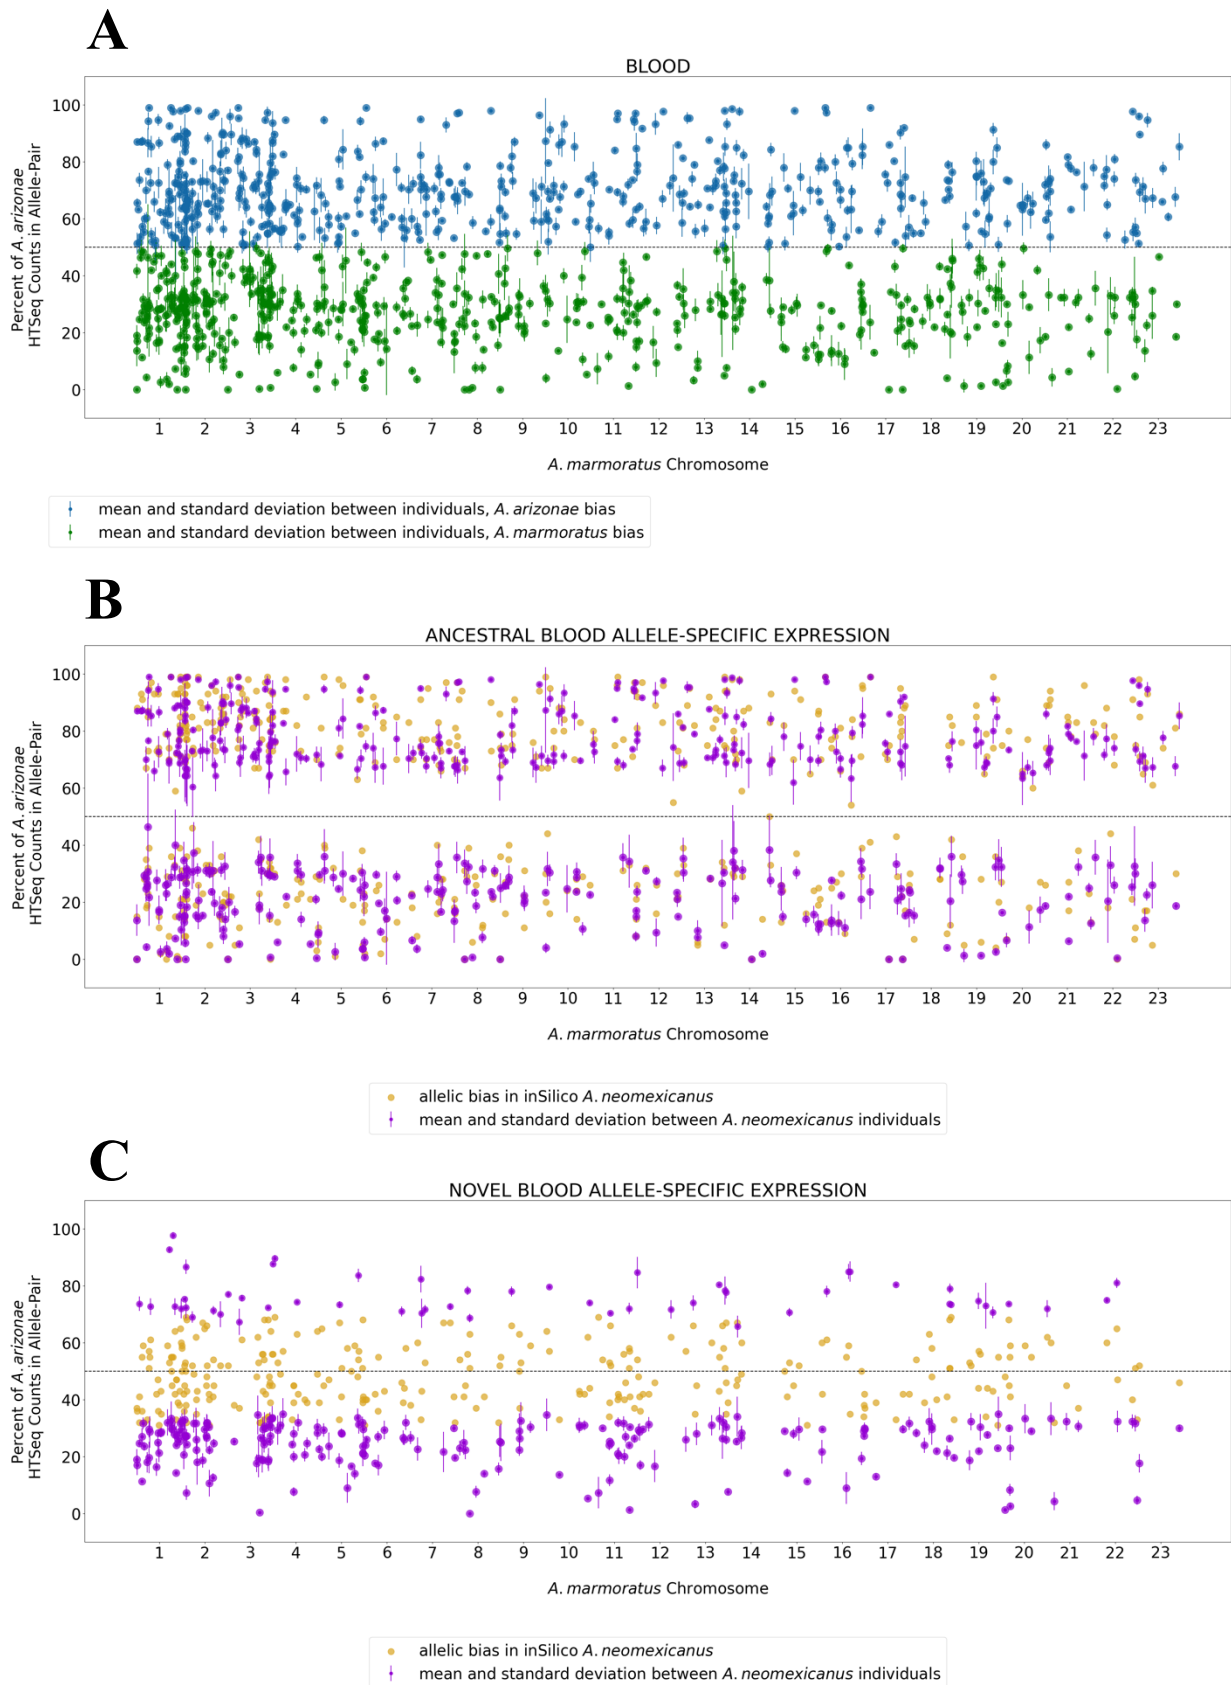 A
BLOOD
Percent of A. arizonae
HTSeq Counts in Allele-Pair
100
80
60
40
20
0
1 2 3 4 5 6 7 8 9 10 11 12 13 14 15 16 17 18 19 20 21 22 23
A. marmoratus Chromosome
mean and standard deviation between individuals, A. arizonae bias
mean and standard deviation between individuals, A. marmoratus bias
B
ANCESTRAL BLOOD ALLELE-SPECIFIC EXPRESSION
Percent of A. arizonae
HTSeq Counts in Allele-Pair
100
80
60
40
20
0
1 2 3 4 5 6 7 8 9 10 11 12 13 14 15 16 17 18 19 20 21 22 23
A. marmoratus Chromosome
allelic bias in inSilico A. neomexicanus
mean and standard deviation between A. neomexicanus individuals
C
NOVEL BLOOD ALLELE-SPECIFIC EXPRESSION
Percent of A. arizonae
HTSeq Counts in Allele-Pair
100
80
60
40
20
0
1 2 3 4 5 6 7 8 9 10 11 12 13 14 15 16 17 18 19 20 21 22 23
A. marmoratus Chromosome
allelic bias in inSilico A. neomexicanus
mean and standard deviation between A. neomexicanus individuals